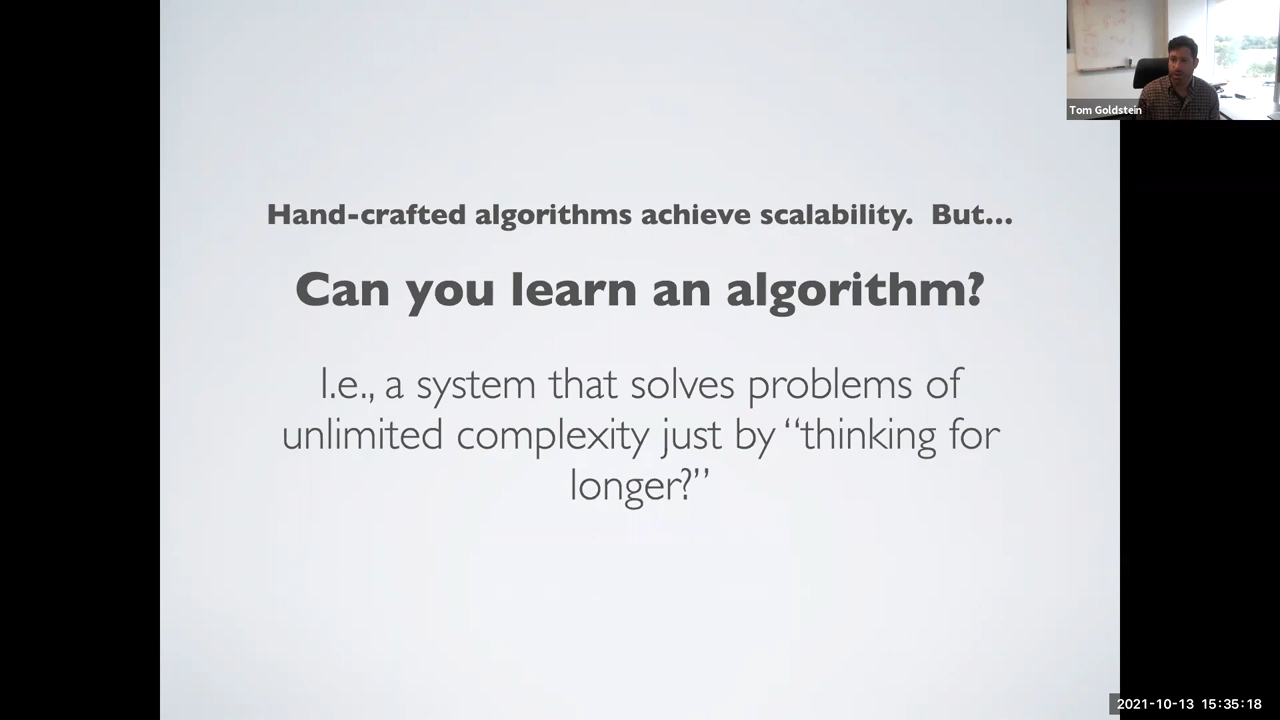 Tom Goldstein
Hand-crafted algorithms achieve scalability.  But...
Can you learn an algorithm?
I.e., a system that solves problems of
unlimited complexity just by “thinking for
longer?”
2021-10-13 15:35:18